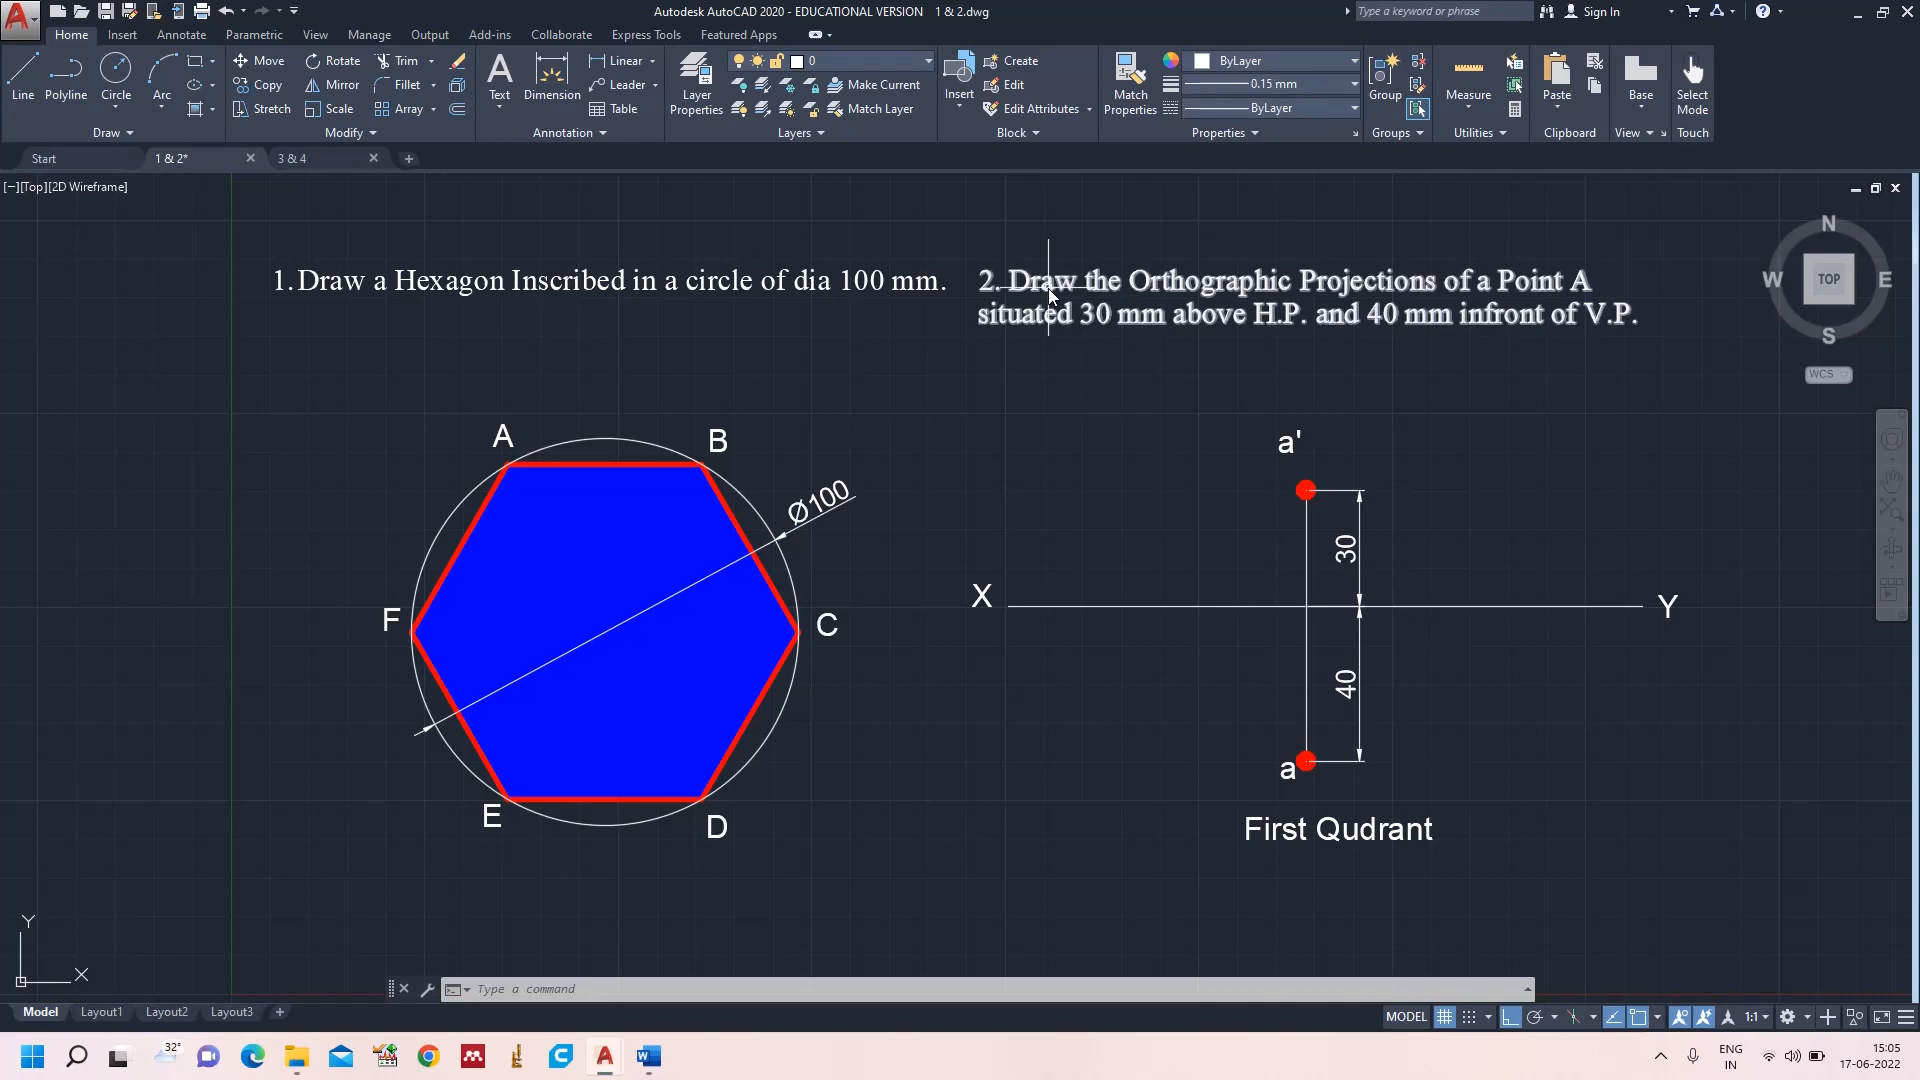 Autodesk AutoCAD 2020 - EDUCATIONAL VERSION 1 & 2.dwg
Type a keyword or phrase
Sign In
Home Insert Annotate Parametric View Manage Output Add-ins Collaborate Express Tools Featured Apps
Line Polyline Circle Arc
Draw
Move Rotate Trim
Copy Mirror Fillet
Stretch Scale Array
Modify
Text Dimension
Linear
Leader
Table
Annotation
Layer Properties
0
Make Current
Match Layer
Layers
Insert
Create
Edit
Edit Attributes
Block
Match Properties
ByLayer
0.15 mm
ByLayer
Properties
Group
Groups
Measure
Utilities
Paste
Clipboard
Base
View
Select Mode
Touch
Start 1 & 2* 3 & 4
[−][Top][2D Wireframe]
1. Draw a Hexagon Inscribed in a circle of dia 100 mm.
2. Draw the Orthographic Projections of a Point A
situated 30 mm above H.P. and 40 mm infront of V.P.
N
W TOP E
S
WCS
A
B
Ø100
F
C
E
D
a'
30
X
Y
40
a
First Qudrant
Y
X
Type a command
Model Layout1 Layout2 Layout3
MODEL
1:1
32°
ENG
IN
15:05
17-06-2022